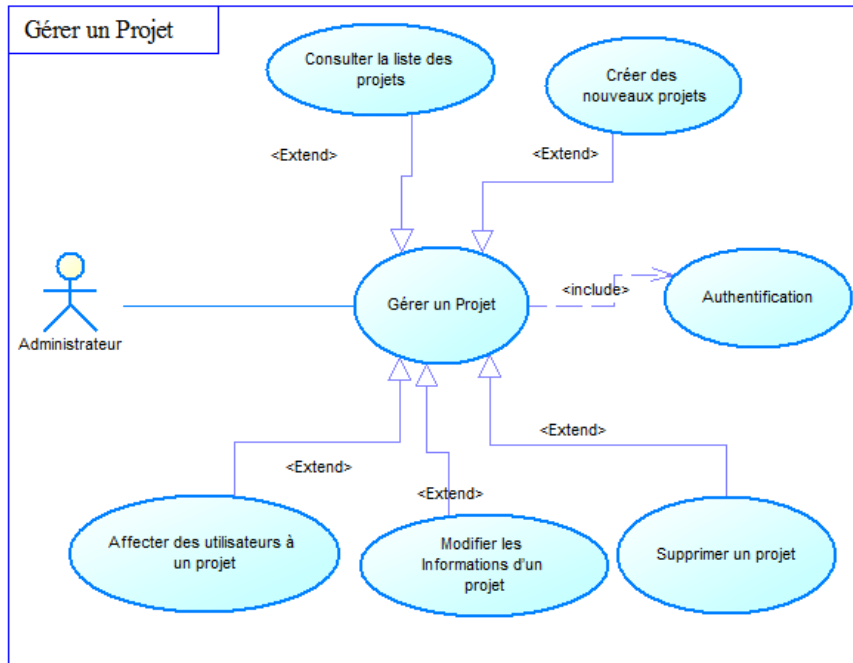 Gérer un Projet
Consulter la liste des
projets
Créer des
nouveaux projets
<Extend>
<Extend>
Gérer un Projet
<include>
Authentification
Administrateur
<Extend>
<Extend>
<Extend>
Affecter des utilisateurs à
un projet
Modifier les
Informations d'un
projet
Supprimer un projet